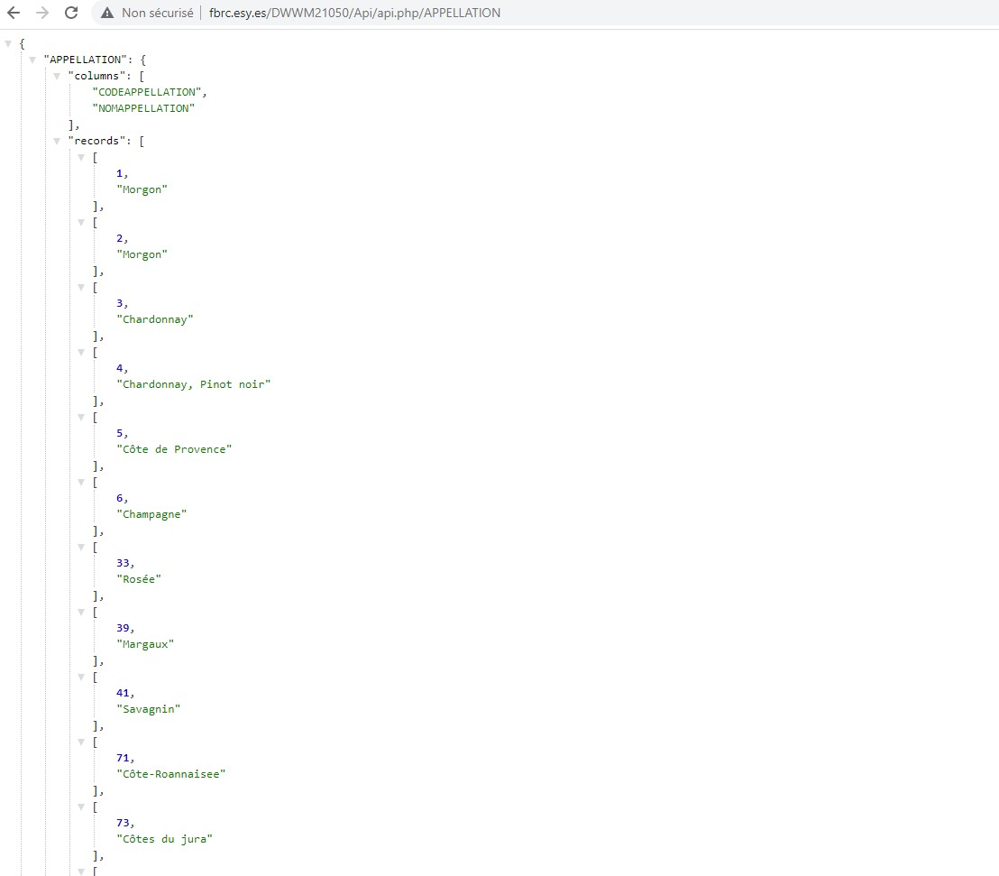 Non sécurisé | fbrc.esy.es/DWWM21050/Api/api.php/APPELLATION
{
"APPELLATION": {
"columns": [
"CODEAPPELLATION",
"NOMAPPELLATION"
],
"records": [
[
1,
"Morgon"
],
[
2,
"Morgon"
],
[
3,
"Chardonnay"
],
[
4,
"Chardonnay, Pinot noir"
],
[
5,
"Côte de Provence"
],
[
6,
"Champagne"
],
[
33,
"Rosée"
],
[
39,
"Margaux"
],
[
41,
"Savagnin"
],
[
71,
"Côte-Roannaisee"
],
[
73,
"Côtes du jura"
],
[